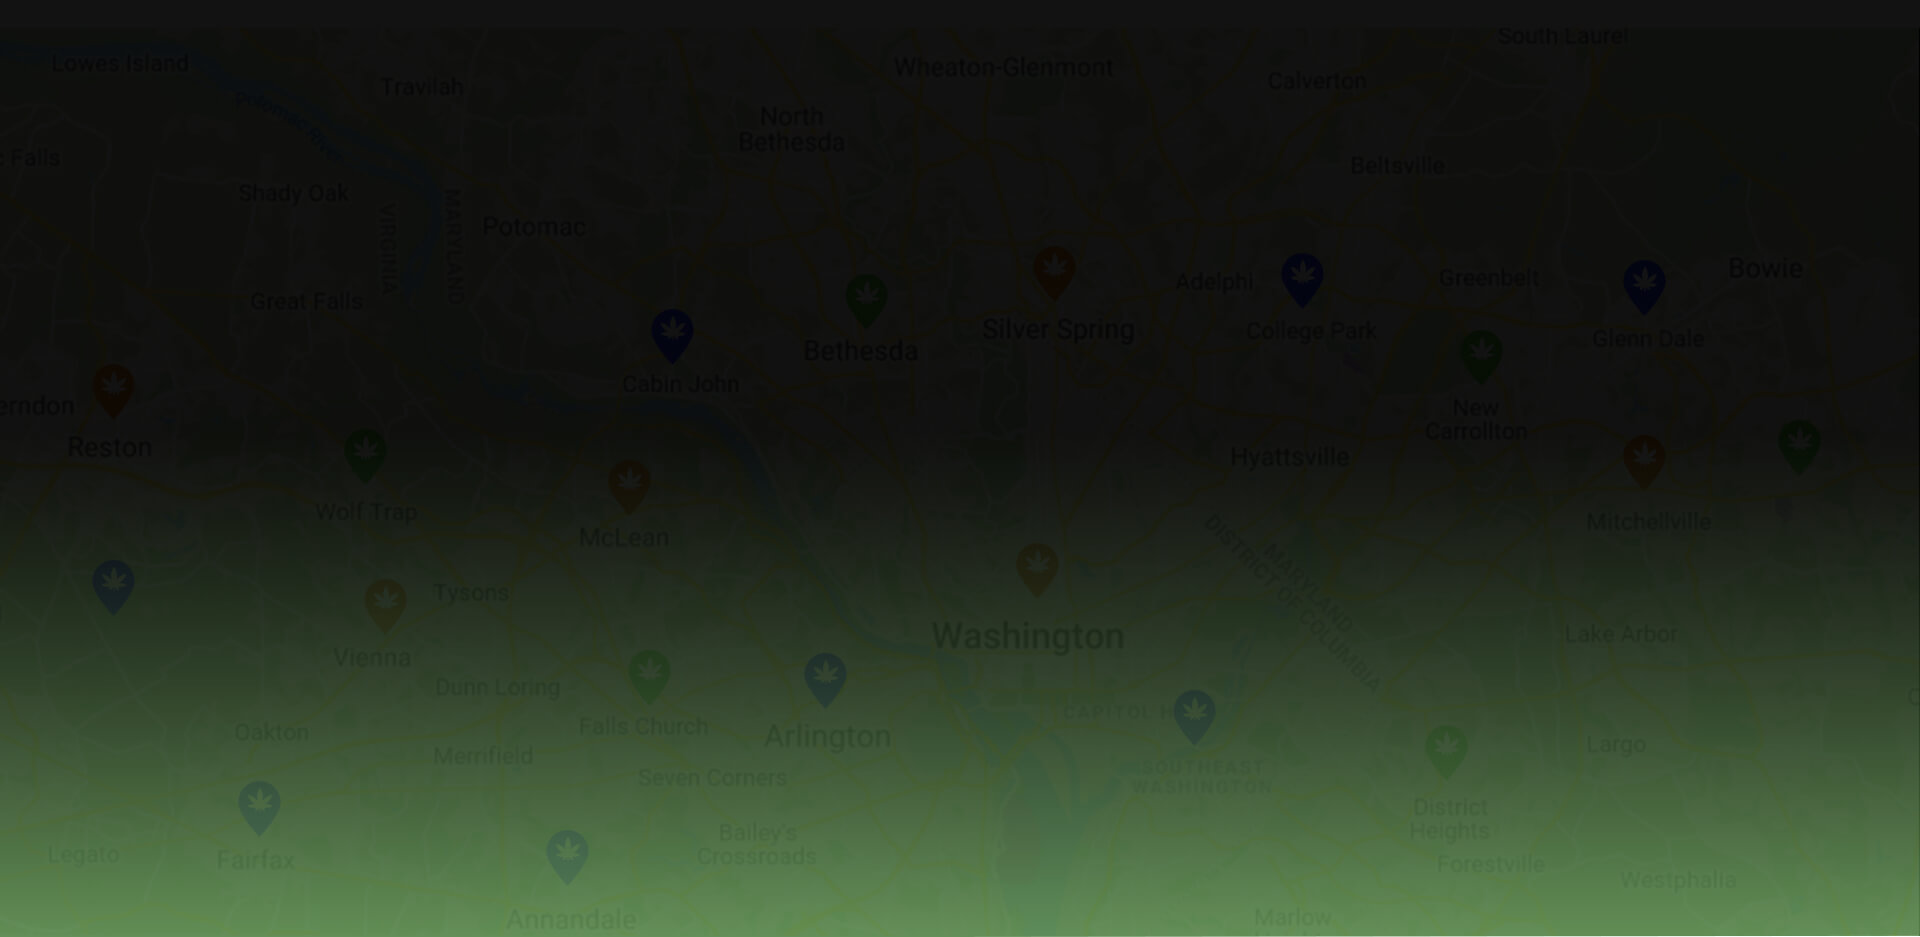 South Laurel
Lowes Island
Wheaton-Glenmont
Travilah
Calverton
Potomac River
North
Bethesda
c Falls
Beltsville
Shady Oak
VIRGINIA
MARYLAND
Potomac
Bowie
Adelphi
Greenbelt
Great Falls
Silver Spring
College Park
Glenn Dale
Bethesda
Cabin John
erndon
New
Carrollton
Reston
Hyattsville
Wolf Trap
Mitchellville
McLean
MARYLAND
DISTRICT OF COLUMBIA
Tysons
Washington
Lake Arbor
Vienna
Dunn Loring
CAPITOL H
Falls Church
Oakton
Arlington
Largo
Merrifield
SOUTHEAST
WASHINGTON
Seven Corners
District
Heights
Bailey's
Crossroads
Legato
Fairfax
Forestville
Westphalia
Annandale
Marlow